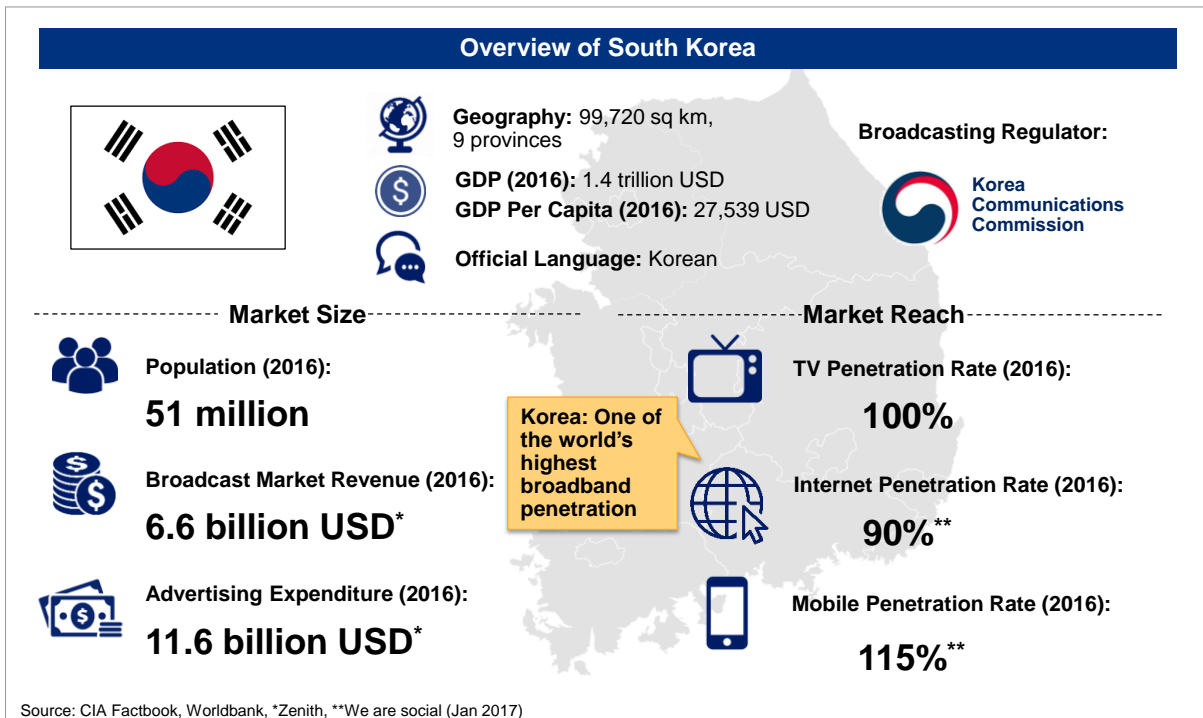 Overview of South Korea
Geography: 99,720 sq km,
9 provinces
GDP (2016): 1.4 trillion USD
GDP Per Capita (2016): 27,539 USD
Official Language: Korean
Broadcasting Regulator:
Korea
Communications
Commission
Market Size
Population (2016):
51 million
Broadcast Market Revenue (2016):
6.6 billion USD*
Advertising Expenditure (2016):
11.6 billion USD*
Korea: One of
the world's
highest
broadband
penetration
Market Reach
TV Penetration Rate (2016):
100%
Internet Penetration Rate (2016):
90%**
Mobile Penetration Rate (2016):
115%**
Source: CIA Factbook, Worldbank, *Zenith, **We are social (Jan 2017)